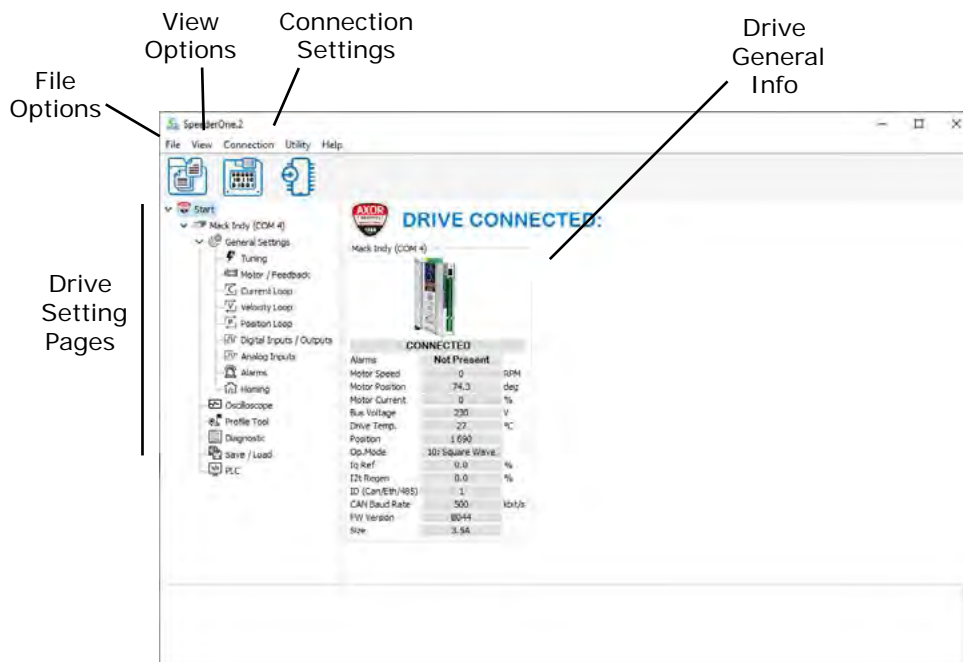 View
Options
Connection
Settings
Drive
General
Info
File
Options
SpeederOne.2
File View Connection Utility Help
Start
Mack Indy (COM 4)
General Settings
Tuning
Motor / Feedback
Current Loop
Velocity Loop
Position Loop
Digital Inputs / Outputs
Analog Inputs
Alarms
Homing
Oscilloscope
Profile Tool
Diagnostic
Save / Load
PLC
Drive
Setting
Pages
AXOR
DRIVE CONNECTED:
Mack Indy (COM 4)
CONNECTED
Alarms Not Present
Motor Speed 0 RPM
Motor Position 74.3 deg
Motor Current 0 %
Bus Voltage 230 V
Drive Temp. 27 °C
Position 1 690
Op.Mode 10: Square Wave
Iq Ref 0.0 %
I2t Regen 0.0 %
ID (Can/Eth/485) 1
CAN Baud Rate 500 kbit/s
FW Version 8044
Size 3.5A